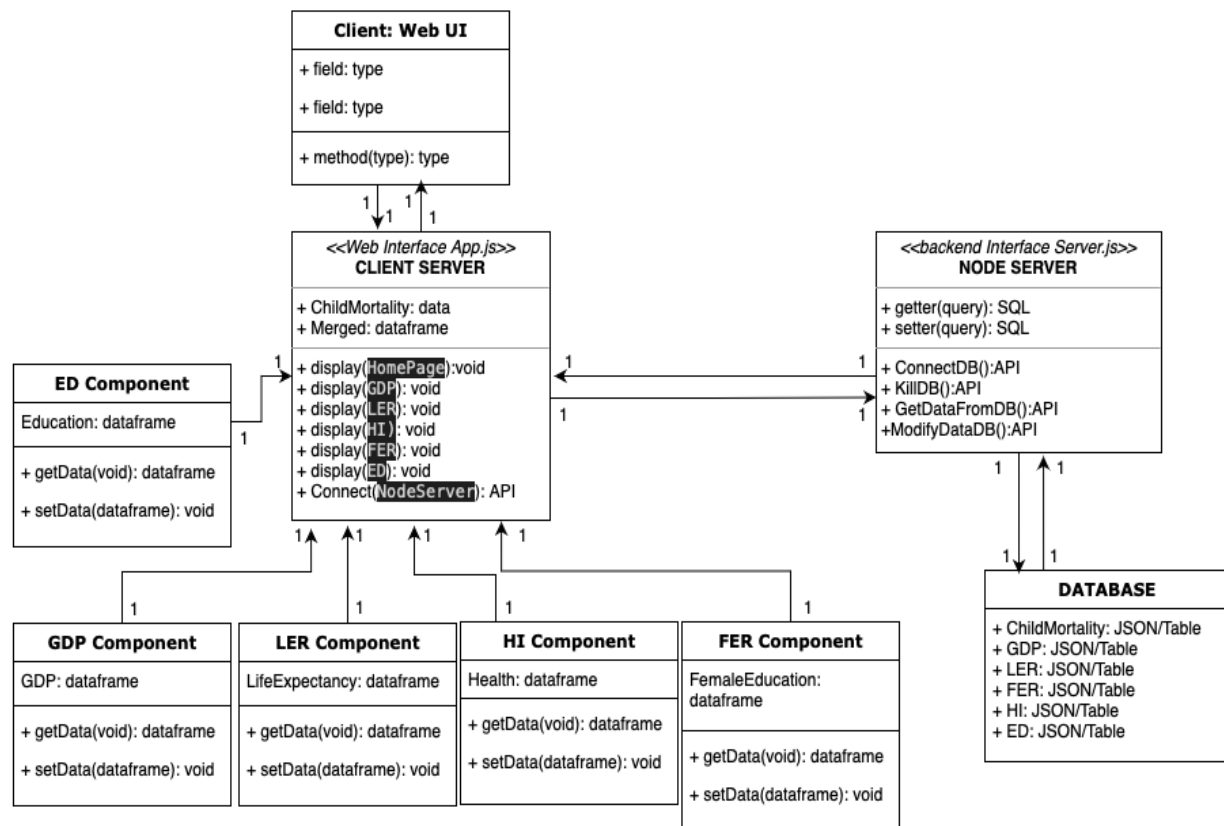 Client: Web UI
+ field: type
+ field: type
+ method(type): type
1
1
1
1
<<Web Interface App.js>>
CLIENT SERVER
+ ChildMortality: data
+ Merged: dataframe
+ display(HomePage):void
+ display(GDP): void
+ display(LER): void
+ display(HI): void
+ display(FER): void
+ display(ED): void
+ Connect(NodeServer): API
<<backend Interface Server.js>>
NODE SERVER
+ getter(query): SQL
+ setter(query): SQL
+ ConnectDB():API
+ KillDB():API
+ GetDataFromDB():API
+ModifyDataDB():API
1
1
1
1
ED Component
Education: dataframe
+ getData(void): dataframe
+ setData(dataframe): void
1
1
1
1
1
1
DATABASE
+ ChildMortality: JSON/Table
+ GDP: JSON/Table
+ LER: JSON/Table
+ FER: JSON/Table
+ HI: JSON/Table
+ ED: JSON/Table
1
1
1
1
1
1
1
1
GDP Component
GDP: dataframe
+ getData(void): dataframe
+ setData(dataframe): void
LER Component
LifeExpectancy: dataframe
+ getData(void): dataframe
+ setData(dataframe): void
HI Component
Health: dataframe
+ getData(void): dataframe
+ setData(dataframe): void
FER Component
FemaleEducation:
dataframe
+ getData(void): dataframe
+ setData(dataframe): void